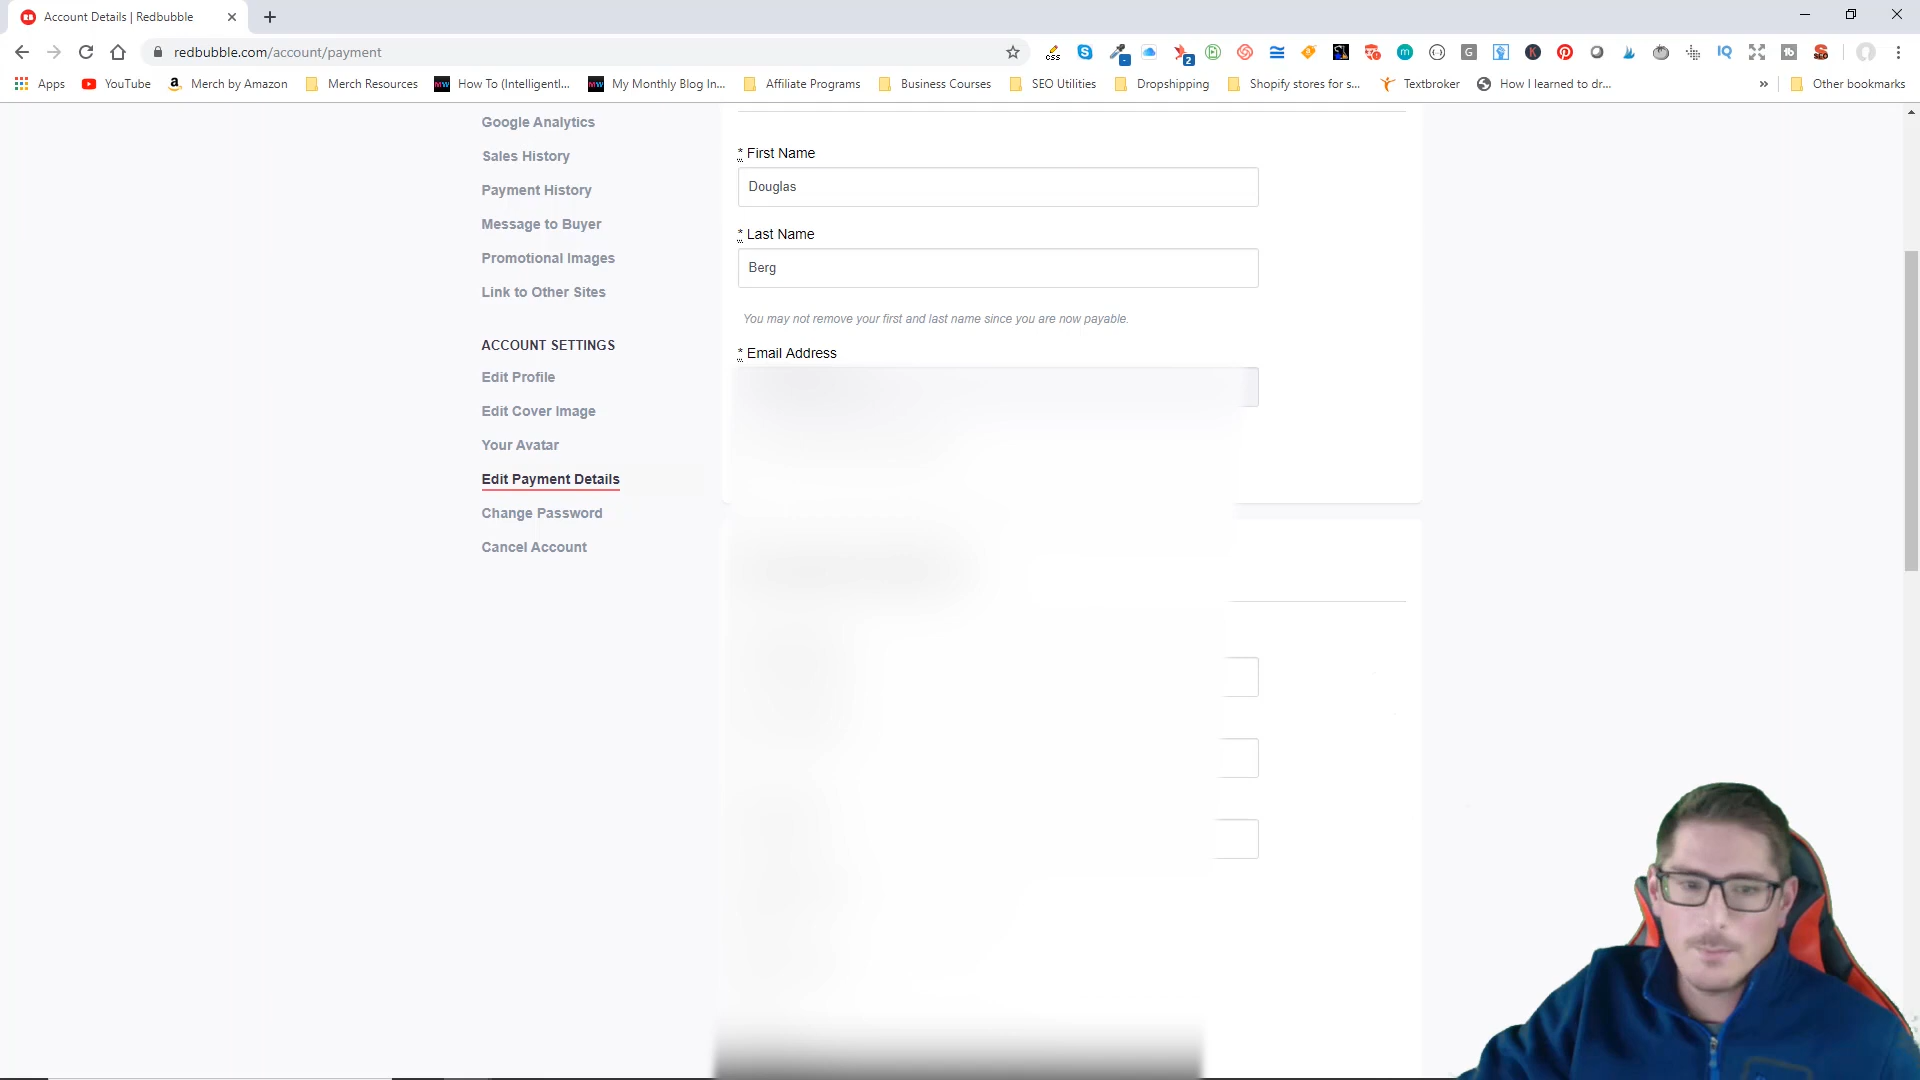 Account Details | Redbubble
redbubble.com/account/payment
Apps YouTube Merch by Amazon Merch Resources How To (Intelligentl... My Monthly Blog In... Affiliate Programs Business Courses SEO Utilities Dropshipping Shopify stores for s... Textbroker How I learned to dr... » Other bookmarks
Google Analytics
Sales History
Payment History
Message to Buyer
Promotional Images
Link to Other Sites
ACCOUNT SETTINGS
Edit Profile
Edit Cover Image
Your Avatar
Edit Payment Details
Change Password
Cancel Account
* First Name
Douglas
* Last Name
Berg
You may not remove your first and last name since you are now payable.
* Email Address